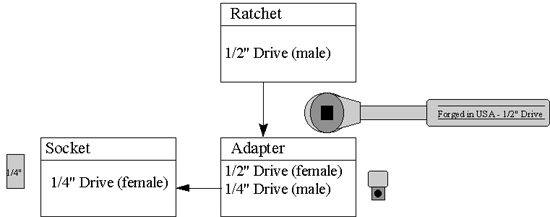 Ratchet
1/2" Drive (male)
Forged in USA - 1/2" Drive
Socket
1/4" Drive (female)
1/4"
Adapter
1/2" Drive (female)
1/4" Drive (male)